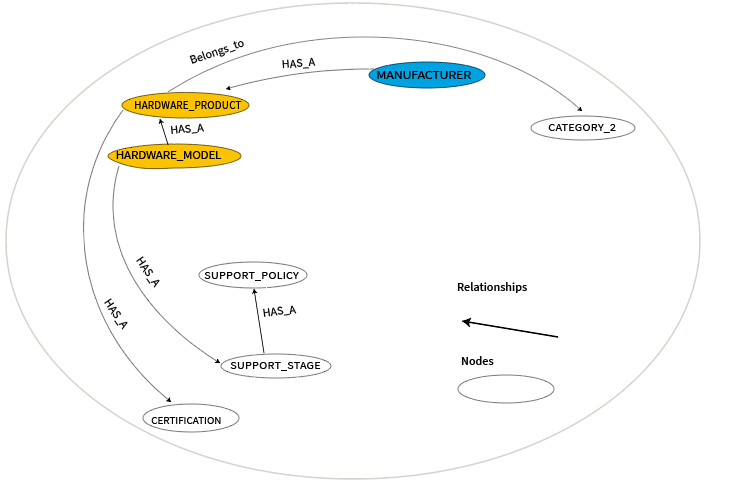 Belongs_to
HAS_A
MANUFACTURER
HARDWARE_PRODUCT
HAS_A
CATEGORY_2
HARDWARE_MODEL
HAS_A
SUPPORT_POLICY
Relationships
HAS_A
HAS_A
SUPPORT_STAGE
Nodes
CERTIFICATION